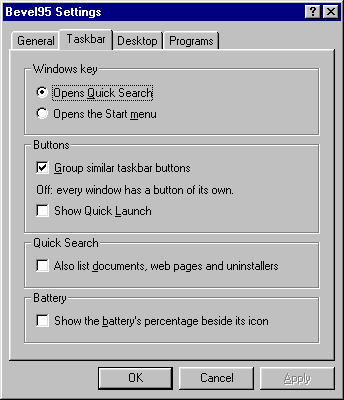 Bevel95 Settings
General Taskbar Desktop Programs
Windows key
Opens Quick Search
Opens the Start menu
Buttons
Group similar taskbar buttons
Off: every window has a button of its own.
Show Quick Launch
Quick Search
Also list documents, web pages and uninstallers
Battery
Show the battery's percentage beside its icon
OK Cancel Apply